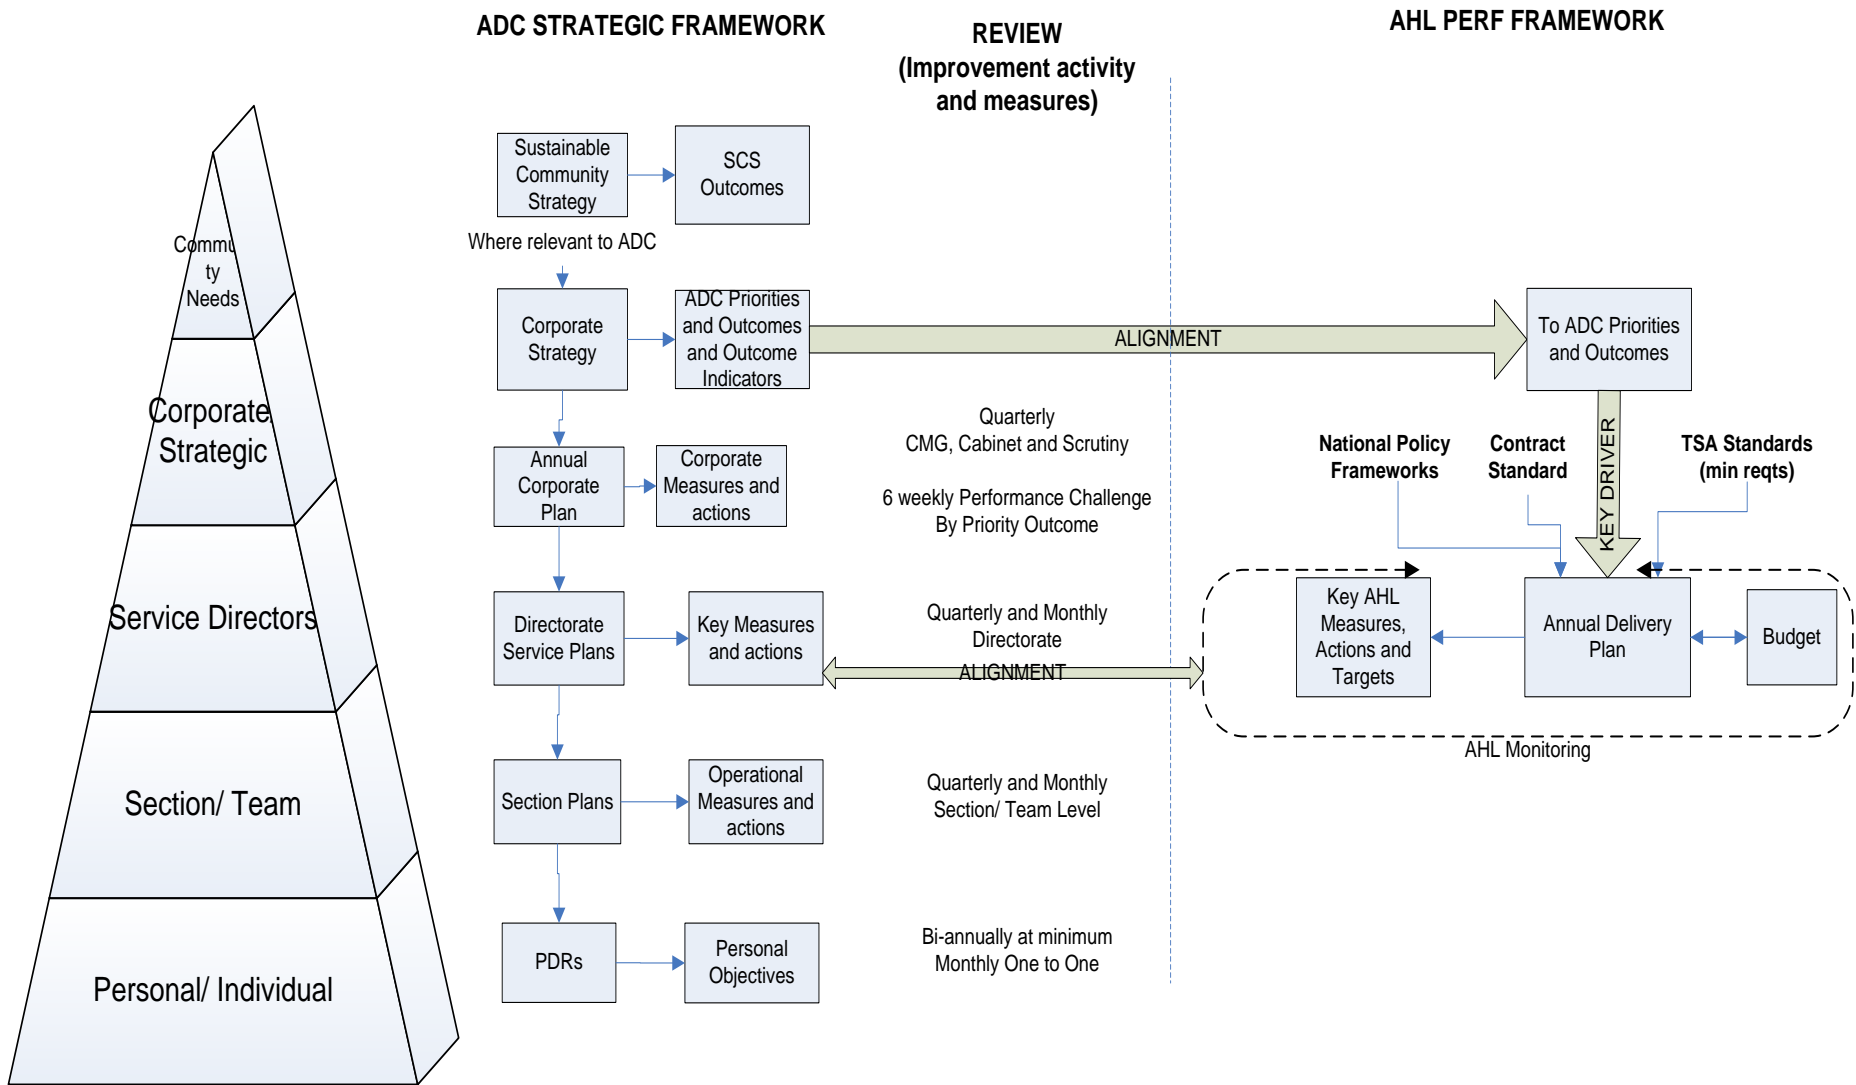 ADC STRATEGIC FRAMEWORK
REVIEW
(Improvement activity
and measures)
AHL PERF FRAMEWORK
Commu
ty
Needs
Corporate/
Strategic
Service Directors
Section/ Team
Personal/ Individual
Sustainable
Community
Strategy
SCS
Outcomes
Where relevant to ADC
Corporate
Strategy
ADC Priorities
and Outcomes
and Outcome
Indicators
ALIGNMENT
To ADC Priorities
and Outcomes
Annual
Corporate
Plan
Corporate
Measures and
actions
Quarterly
CMG, Cabinet and Scrutiny
6 weekly Performance Challenge
By Priority Outcome
National Policy
Frameworks
Contract
Standard
KEY DRIVER
TSA Standards
(min reqts)
Directorate
Service Plans
Key Measures
and actions
Quarterly and Monthly
Directorate
ALIGNMENT
Key AHL
Measures,
Actions and
Targets
Annual Delivery
Plan
Budget
AHL Monitoring
Section Plans
Operational
Measures and
actions
Quarterly and Monthly
Section/ Team Level
PDRs
Personal
Objectives
Bi-annually at minimum
Monthly One to One